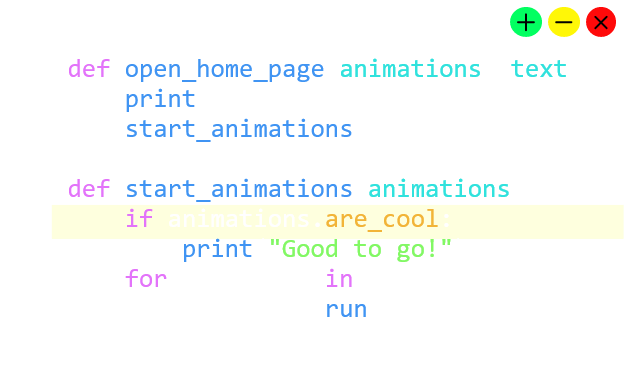 def open_home_page animations text
print
start_animations
def start_animations animations
if animations.are_cool:
print "Good to go!"
for in
run